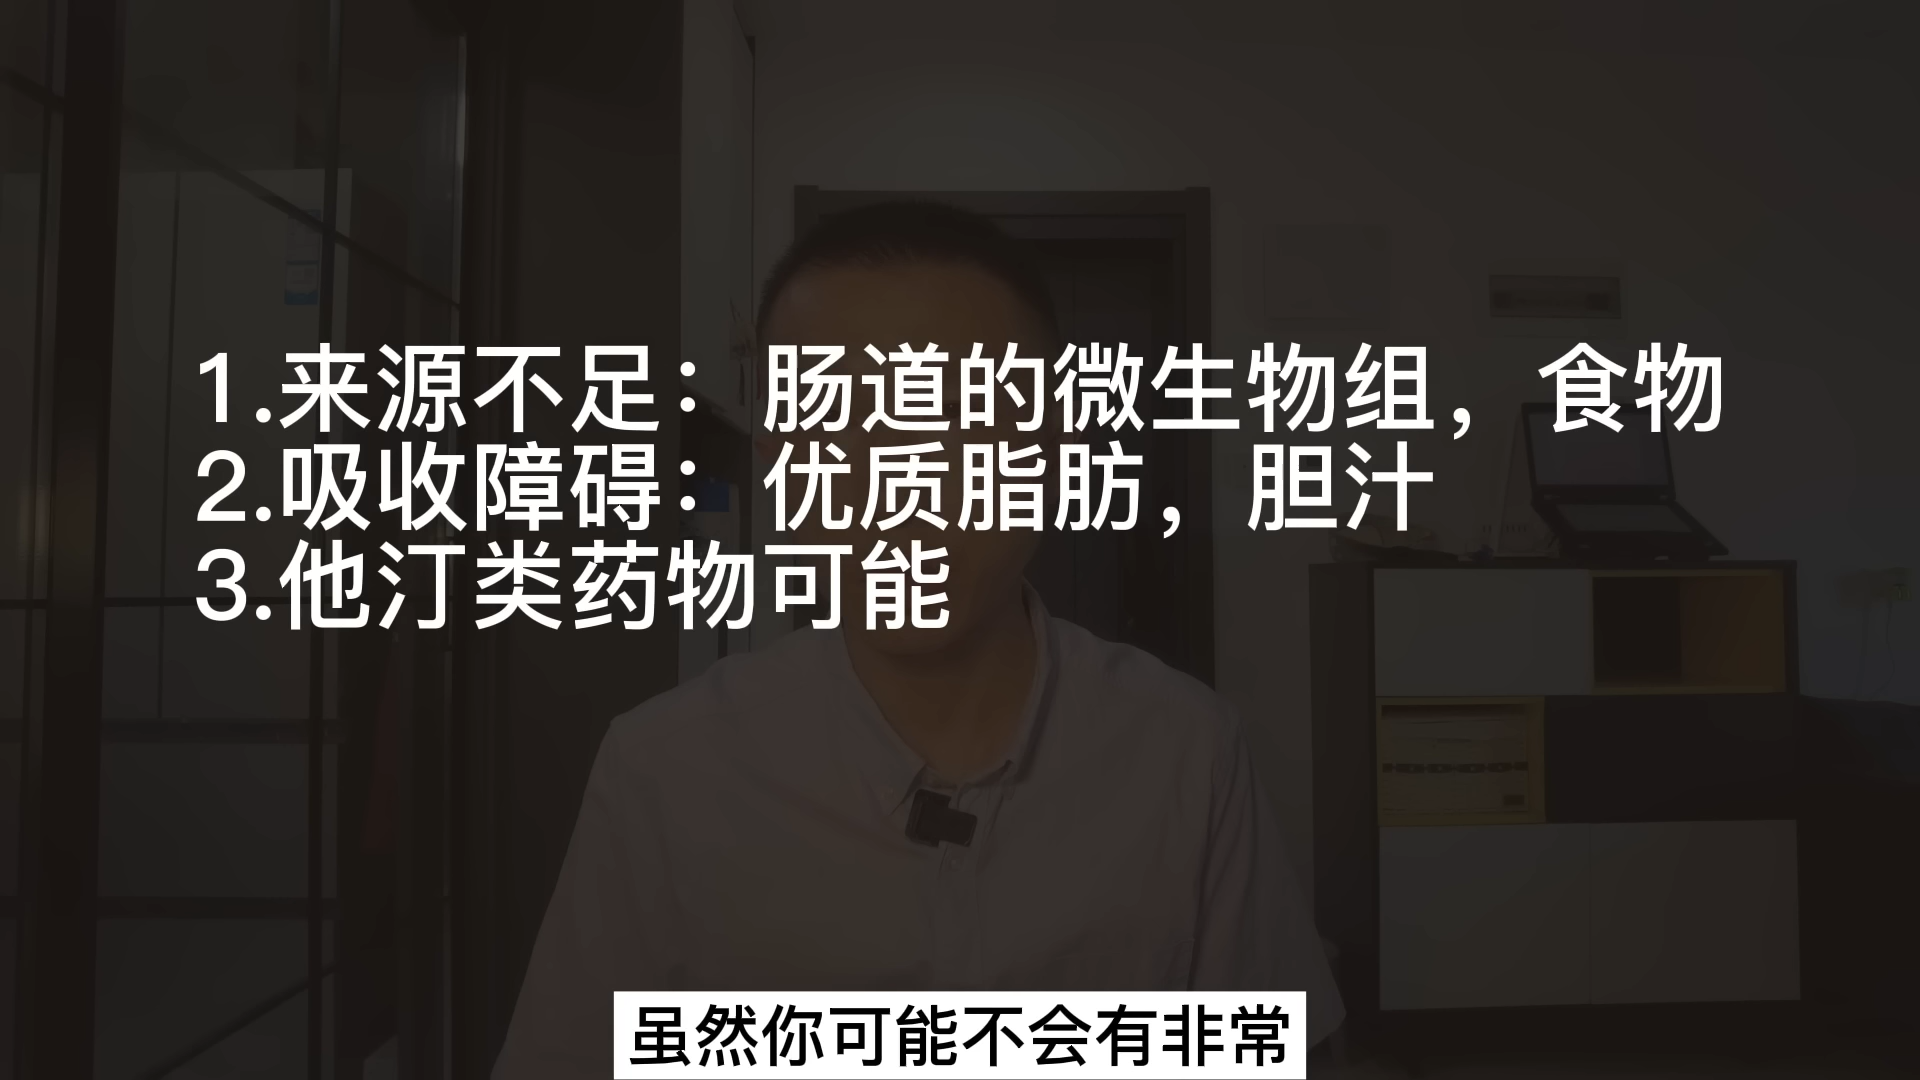 1.来源不足：肠道的微生物组，食物
2.吸收障碍：优质脂肪，胆汁
3.他汀类药物可能
虽然你可能不会有非常